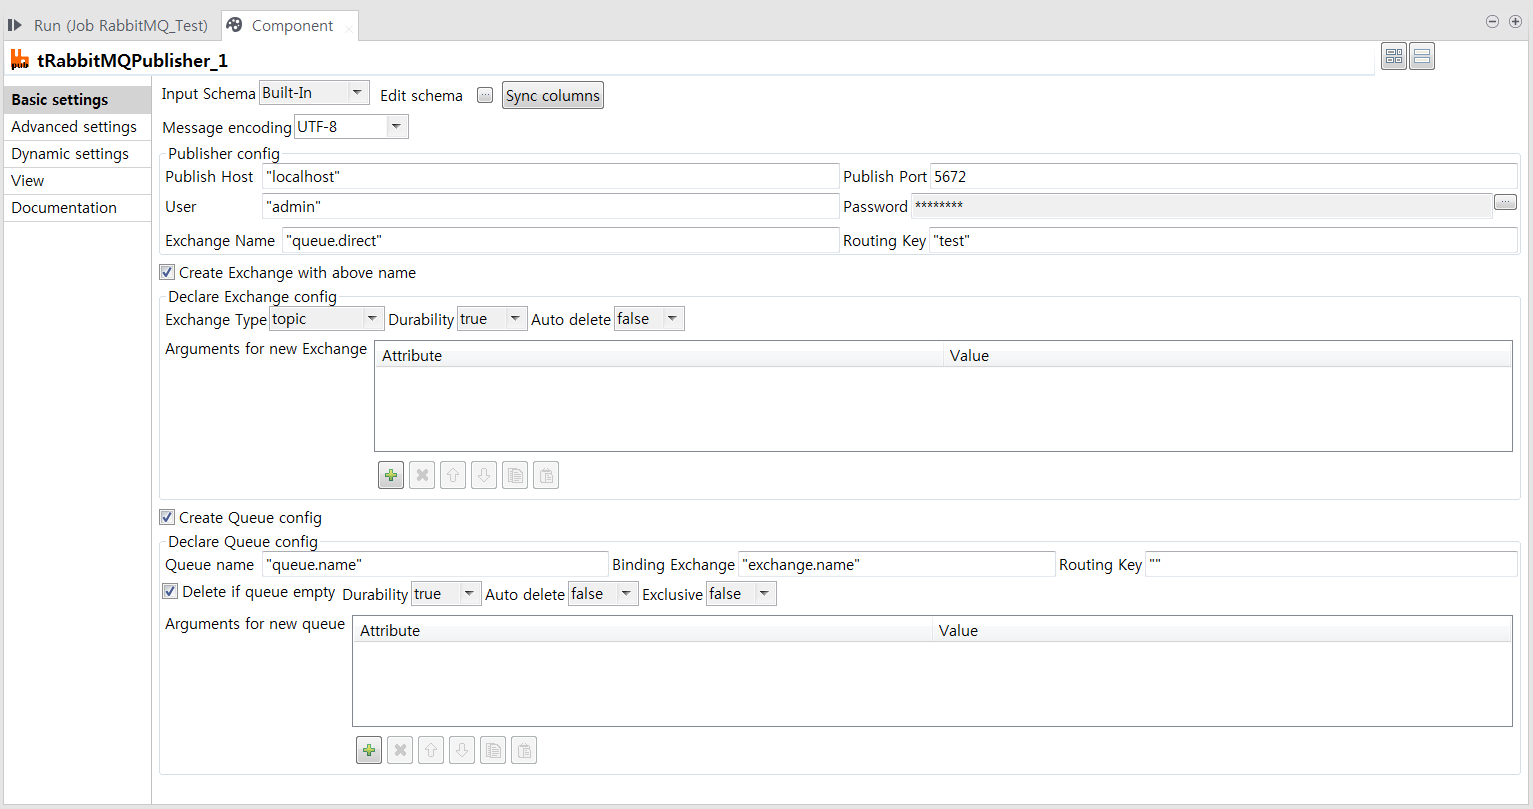 Run (Job RabbitMQ_Test) Component
pub tRabbitMQPublisher_1
Basic settings
Advanced settings
Dynamic settings
View
Documentation
Input Schema Built-In Edit schema ... Sync columns
Message encoding UTF-8
Publisher config
Publish Host "localhost" Publish Port 5672
User "admin" Password ******** ...
Exchange Name "queue.direct" Routing Key "test"
Create Exchange with above name
Declare Exchange config
Exchange Type topic Durability true Auto delete false
Arguments for new Exchange Attribute Value
Create Queue config
Declare Queue config
Queue name "queue.name" Binding Exchange "exchange.name" Routing Key ""
Delete if queue empty Durability true Auto delete false Exclusive false
Arguments for new queue Attribute Value